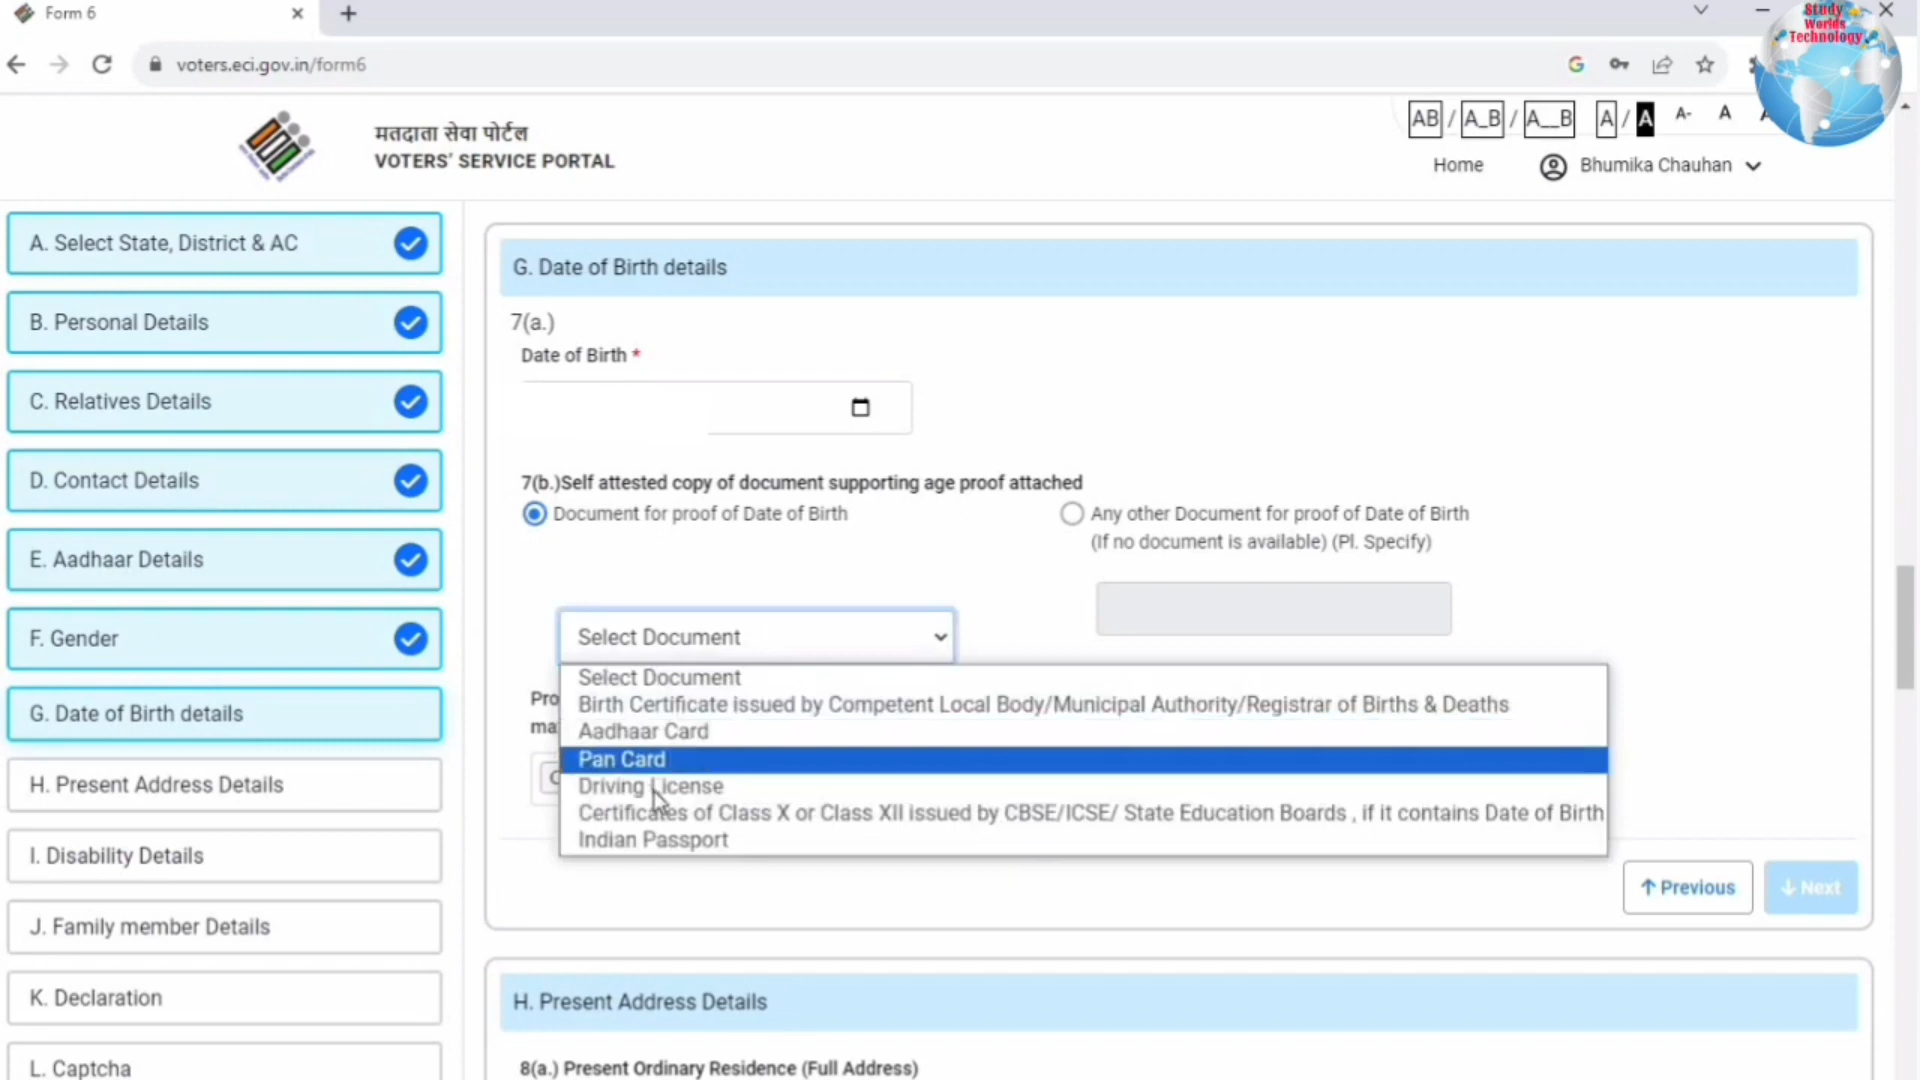 Form 6
Study
Worlds
Technology
voters.eci.gov.in/form6
मतदाता सेवा पोर्टल
VOTERS' SERVICE PORTAL
AB / A_B / A__B A / A A- A
Home
Bhumika Chauhan
A. Select State, District & AC
B. Personal Details
C. Relatives Details
D. Contact Details
E. Aadhaar Details
F. Gender
G. Date of Birth details
H. Present Address Details
I. Disability Details
J. Family member Details
K. Declaration
L. Captcha
G. Date of Birth details
7(a.)
Date of Birth *
7(b.)Self attested copy of document supporting age proof attached
Document for proof of Date of Birth
Any other Document for proof of Date of Birth
(If no document is available) (Pl. Specify)
Select Document
Select Document
Birth Certificate issued by Competent Local Body/Municipal Authority/Registrar of Births & Deaths
Aadhaar Card
Pan Card
Driving License
Certificates of Class X or Class XII issued by CBSE/ICSE/ State Education Boards , if it contains Date of Birth
Indian Passport
Previous
Next
H. Present Address Details
8(a.) Present Ordinary Residence (Full Address)